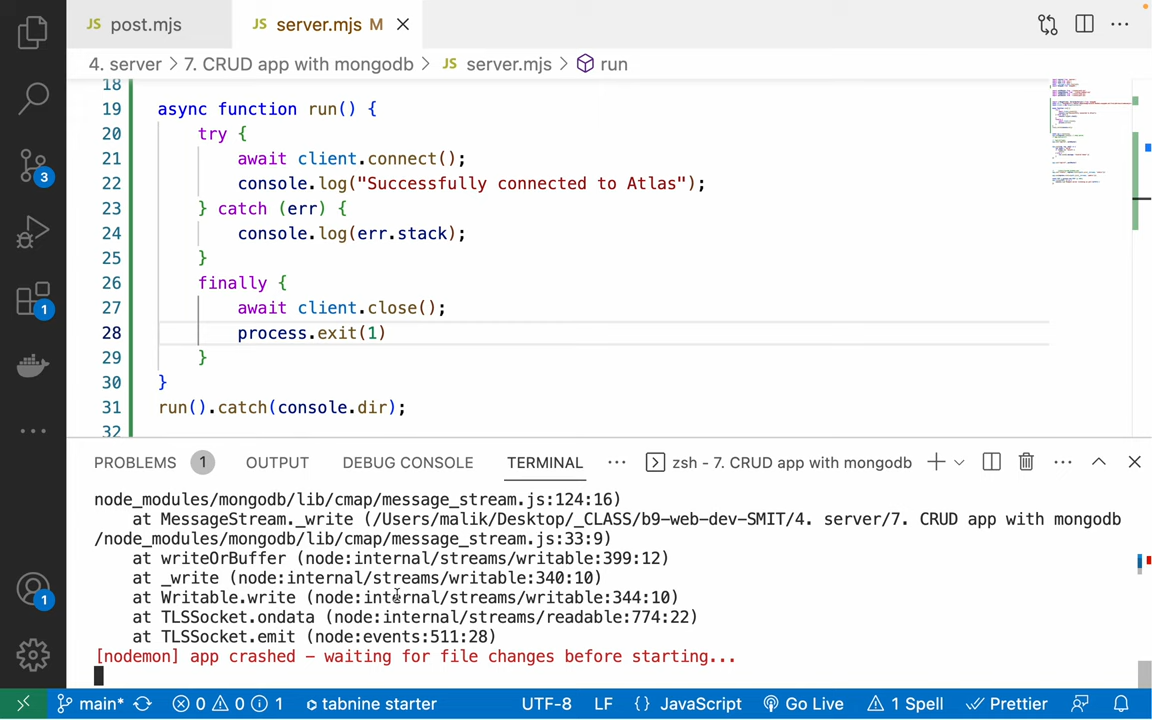 JS post.mjs JS server.mjs M
4. server > 7. CRUD app with mongodb > JS server.mjs > run
18
19 async function run() {
20 try {
21 await client.connect();
22 console.log("Successfully connected to Atlas");
23 } catch (err) {
24 console.log(err.stack);
25 }
26 finally {
27 await client.close();
28 process.exit(1)
29 }
30 }
31 run().catch(console.dir);
32
PROBLEMS 1 OUTPUT DEBUG CONSOLE TERMINAL ... zsh - 7. CRUD app with mongodb
node_modules/mongodb/lib/cmap/message_stream.js:124:16)
at MessageStream._write (/Users/malik/Desktop/_CLASS/b9-web-dev-SMIT/4. server/7. CRUD app with mongodb
/node_modules/mongodb/lib/cmap/message_stream.js:33:9)
at writeOrBuffer (node:internal/streams/writable:399:12)
at _write (node:internal/streams/writable:340:10)
at Writable.write (node:internal/streams/writable:344:10)
at TLSSocket.ondata (node:internal/streams/readable:774:22)
at TLSSocket.emit (node:events:511:28)
[nodemon] app crashed - waiting for file changes before starting...
3
1
1
main* 0 0 1 tabnine starter UTF-8 LF {} JavaScript Go Live 1 Spell Prettier